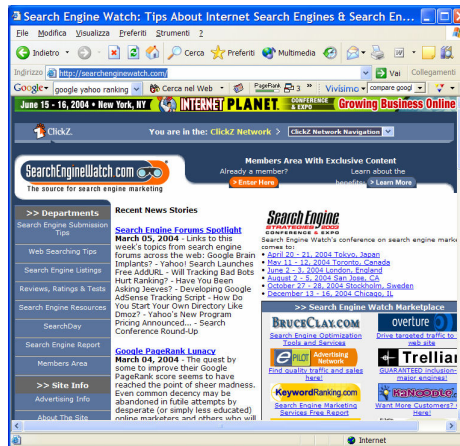 Search Engine Watch: Tips About Internet Search Engines & Search En...
File Modifica Visualizza Preferiti Strumenti ?
Indietro Cerca Preferiti Multimedia
Indirizzo http://searchenginewatch.com/ Vai Collegamenti
Google google yahoo ranking Cerca nel Web PageRank 3 Vivisimo compare googl
June 15 - 16, 2004 • New York, NY INTERNET PLANET CONFERENCE & EXPO Growing Business Online
ClickZ You are in the: ClickZ Network > ClickZ Network Navigation
SearchEngineWatch.com
The source for search engine marketing
Members Area With Exclusive Content
Already a member? Learn about the
> Enter Here benefits > Learn More
>> Departments
Search Engine Submission
Tips
Web Searching Tips
Search Engine Listings
Reviews, Ratings & Tests
Search Engine Resources
SearchDay
Search Engine Report
Members Area
>> Site Info
Advertising Info
About The Site
Recent News Stories
Search Engine Forums Spotlight
March 05, 2004 - Links to this
week's topics from search engine
forums across the web: Google Brain
Implants? - Yahoo! Search Launches
Free AddURL - Will Tracking Bad Bots
Hurt Ranking? - Have You Been
Asking Jeeves? - Developing Google
AdSense Tracking Script - How Do
You Start Your Own Directory Like
Dmoz? - Yahoo's New Program
Pricing Announced... - Search
Conference Round-Up
Google PageRank Lunacy
March 04, 2004 - The quest by
some to improve their Google
PageRank score seems to have
reached the point of sheer madness.
Even common decency may be
abandoned in futile attempts by
desperate (or simply less educated)
online marketers and others who will
Search Engine
STRATEGIES 2003
CONFERENCE & EXPO
Search Engine Watch's conference on search engine marke
comes to:
• April 20 - 21, 2004 Tokyo, Japan
• May 11 - 12, 2004 Toronto, Canada
• June 2 - 3, 2004 London, England
• August 2 - 5, 2004 San Jose, CA
• October 27 - 28, 2004 Stockholm, Sweden
• December 13 - 16, 2004 Chicago, IL
>> Search Engine Watch Marketplace
BRUCECLAY.COM
Search Engine Optimization
Tools and Services
overture
Drive targeted traffic to
web site
ePILOT Advertising Network
Find quality traffic and sales
here!
Trellian
GUARANTEED inclusion
major engines!
KeywordRanking.com
Search Engine Marketing
Services Free Report
KANOODLE
Want More Customers?
Here!
Internet